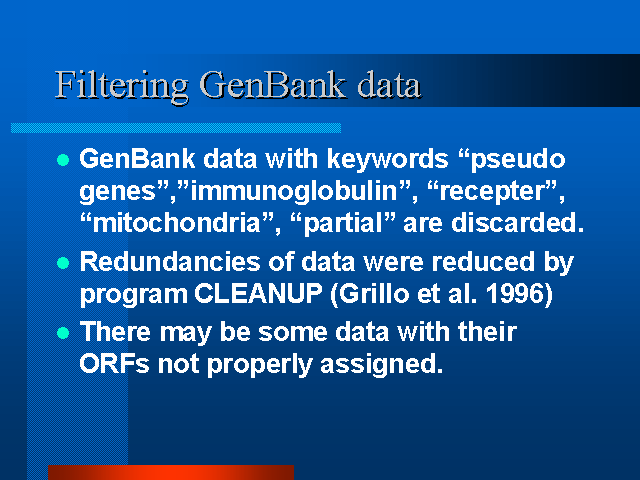 Filtering GenBank data
GenBank data with keywords “pseudo
genes”,”immunoglobulin”, “recepter”,
“mitochondria”, “partial” are discarded.
Redundancies of data were reduced by
program CLEANUP (Grillo et al. 1996)
There may be some data with their
ORFs not properly assigned.